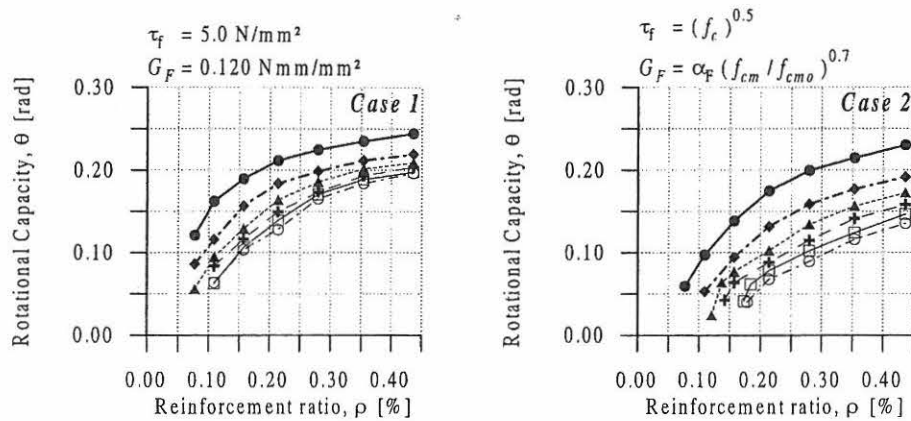 τf = 5.0 N/mm²
GF = 0.120 Nmm/mm²
Case 1
Rotational Capacity, Θ [rad]
0.30
0.20
0.10
0.00
0.00 0.10 0.20 0.30 0.40
Reinforcement ratio, ρ [%]
τf = (fc)^0.5
GF = αF (fcm / fcmo)^0.7
Case 2
Rotational Capacity, Θ [rad]
0.30
0.20
0.10
0.00
0.00 0.10 0.20 0.30 0.40
Reinforcement ratio, ρ [%]